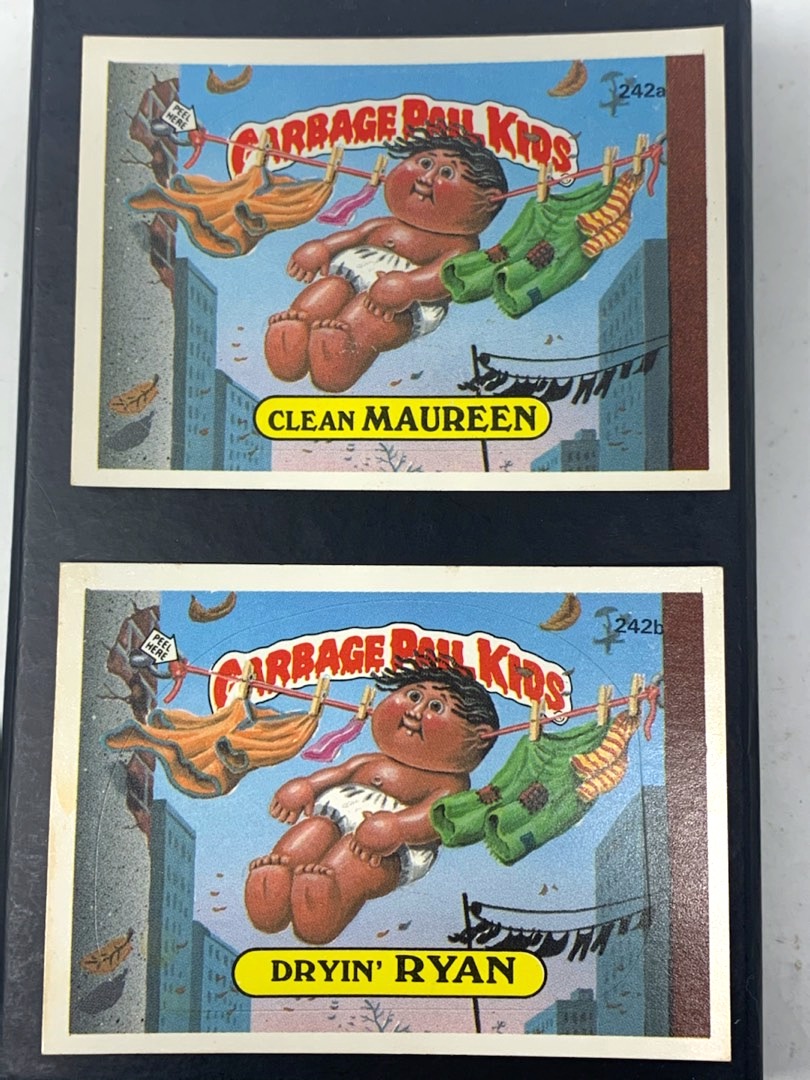 242a
PEEL
HERE
GARBAGE PAIL KIDS
CLEAN MAUREEN
242b
PEEL
HERE
GARBAGE PAIL KIDS
DRYIN' RYAN